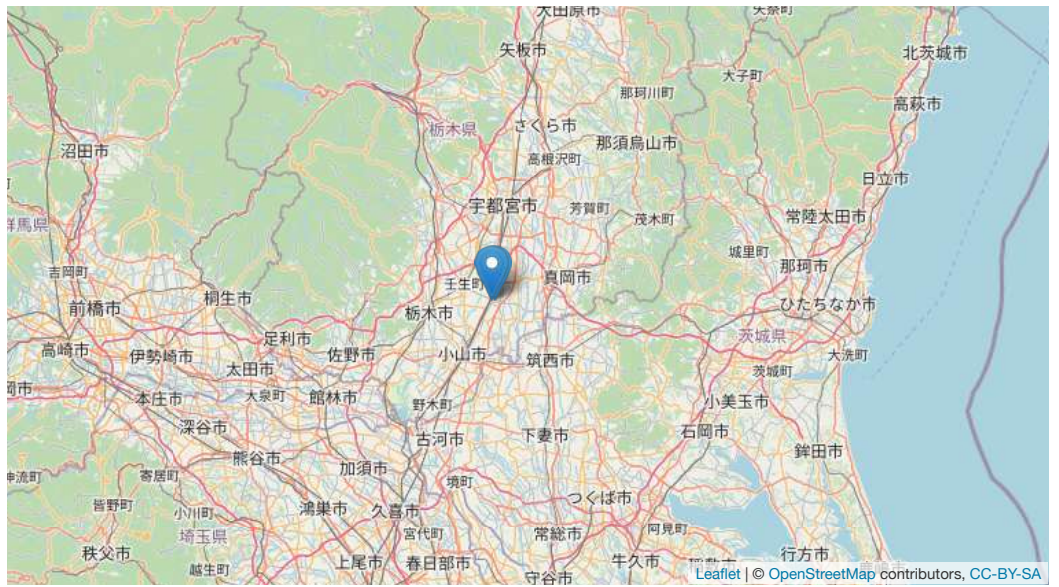 大田原市
矢板市
北茨城市
大子町
那珂川町
高萩市
栃木県
さくら市
沼田市
那須烏山市
高根沢町
日立市
宇都宮市
芳賀町
茂木町
常陸太田市
群馬県
城里町
吉岡町
壬生町
真岡市
那珂市
桐生市
前橋市
栃木市
ひたちなか市
足利市
茨城県
高崎市
伊勢崎市
佐野市
小山市
筑西市
大洗町
太田市
茨城町
岡市
本庄市
大泉町
館林市
野木町
小美玉市
深谷市
古河市
下妻市
石岡市
鉾田市
熊谷市
加須市
神流町
寄居町
境町
つくば市
皆野町
小川町
鴻巣市
久喜市
阿見町
埼玉県
宮代町
常総市
秩父市
上尾市
春日部市
牛久市
行方市
越生町
守谷市
Leaflet | © OpenStreetMap contributors, CC-BY-SA